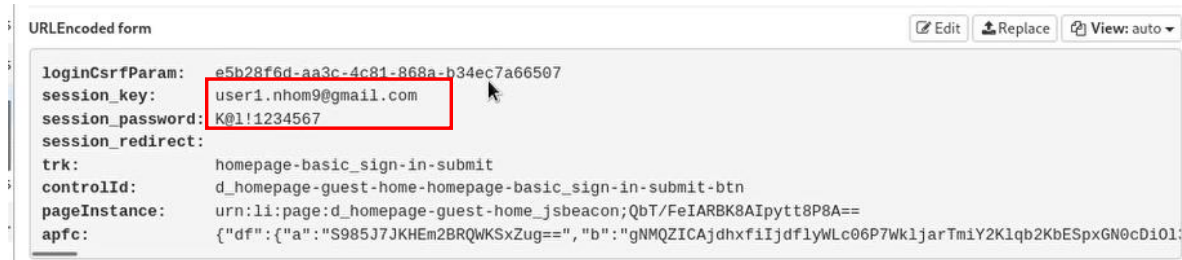 URLEncoded form Edit Replace View: auto
loginCsrfParam: e5b28f6d-aa3c-4c81-868a-b34ec7a66507
session_key: user1.nhom9@gmail.com
session_password: K@l!1234567
session_redirect:
trk: homepage-basic_sign-in-submit
controlId: d_homepage-guest-home-homepage-basic_sign-in-submit-btn
pageInstance: urn:li:page:d_homepage-guest-home_jsbeacon;QbT/FeIARBK8AIpytt8P8A==
apfc: {"df":{"a":"S985J7JKHEm2BRQWKSxZug==","b":"gNMQZICAjdhxfiIjdflyWLc06P7WkljarTmiY2Klqb2KbESpxGN0cDiOl